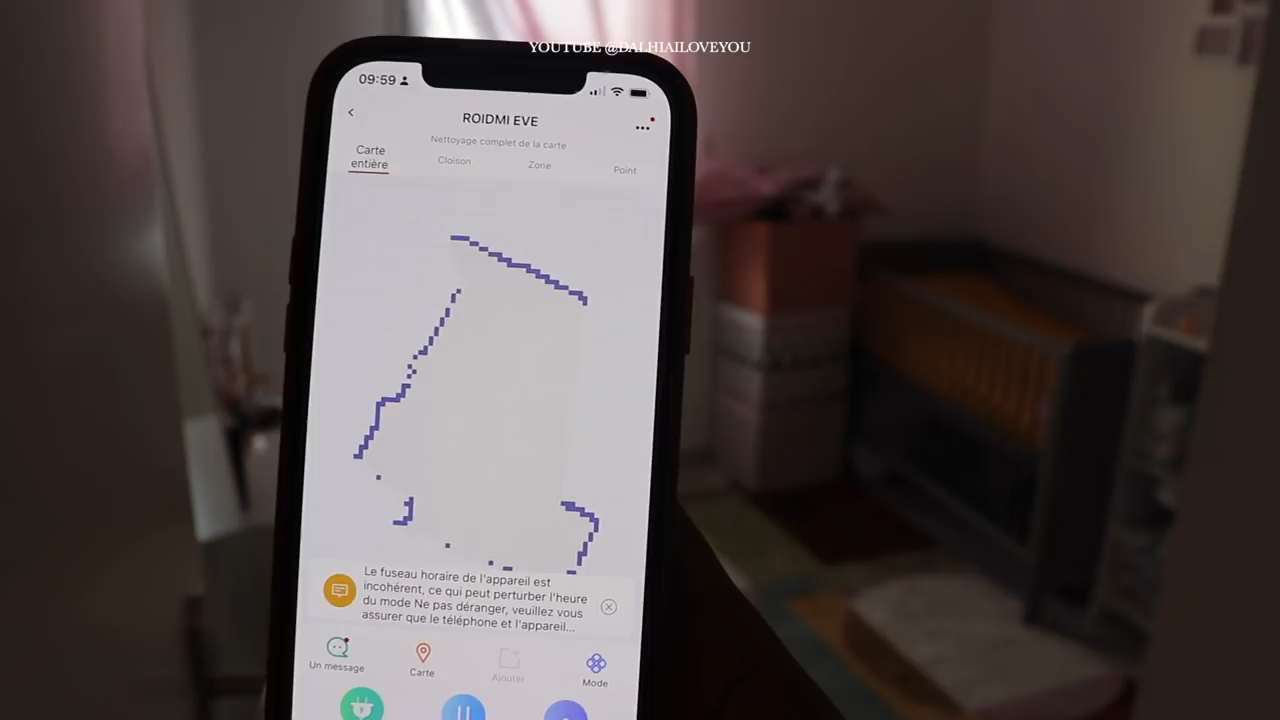 YOUTUBE @DALHIAILOVEYOU
09:59
ROIDMI EVE
Nettoyage complet de la carte
Carte
entière
Cloison
Zone
Point
Le fuseau horaire de l'appareil est
incohérent, ce qui peut perturber l'heure
du mode Ne pas déranger, veuillez vous
assurer que le téléphone et l'appareil...
Un message
Carte
Ajouter
Mode